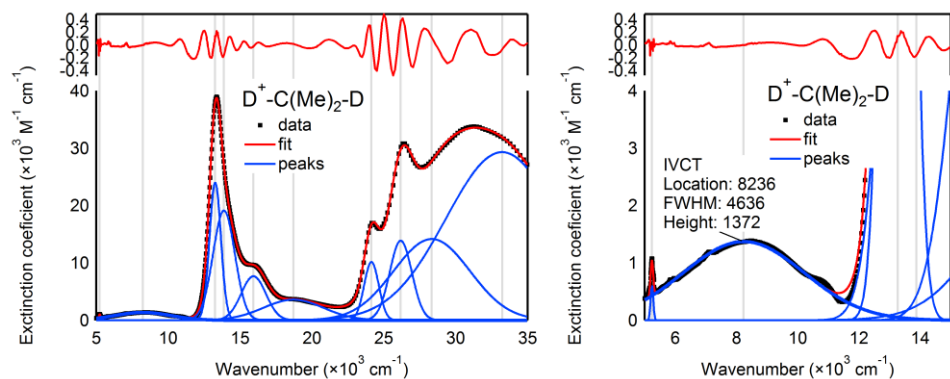 0.4
0.2
0.0
-0.2
-0.4
40
30
20
10
0
Exctinction coeficient (×10³ M⁻¹ cm⁻¹)
D⁺-C(Me)₂-D
data
fit
peaks
5
10
15
20
25
30
35
Wavenumber (×10³ cm⁻¹)
0.4
0.2
0.0
-0.2
-0.4
4
3
2
1
0
Exctinction coeficient (×10³ M⁻¹ cm⁻¹)
D⁺-C(Me)₂-D
data
fit
peaks
IVCT
Location: 8236
FWHM: 4636
Height: 1372
6
8
10
12
14
Wavenumber (×10³ cm⁻¹)